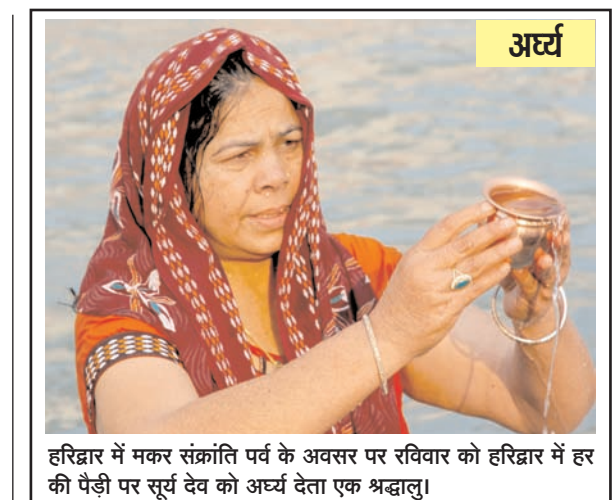 अर्घ्य
हरिद्वार में मकर संक्रांति पर्व के अवसर पर रविवार को हरिद्वार में हर
की पैड़ी पर सूर्य देव को अर्घ्य देता एक श्रद्धालु।